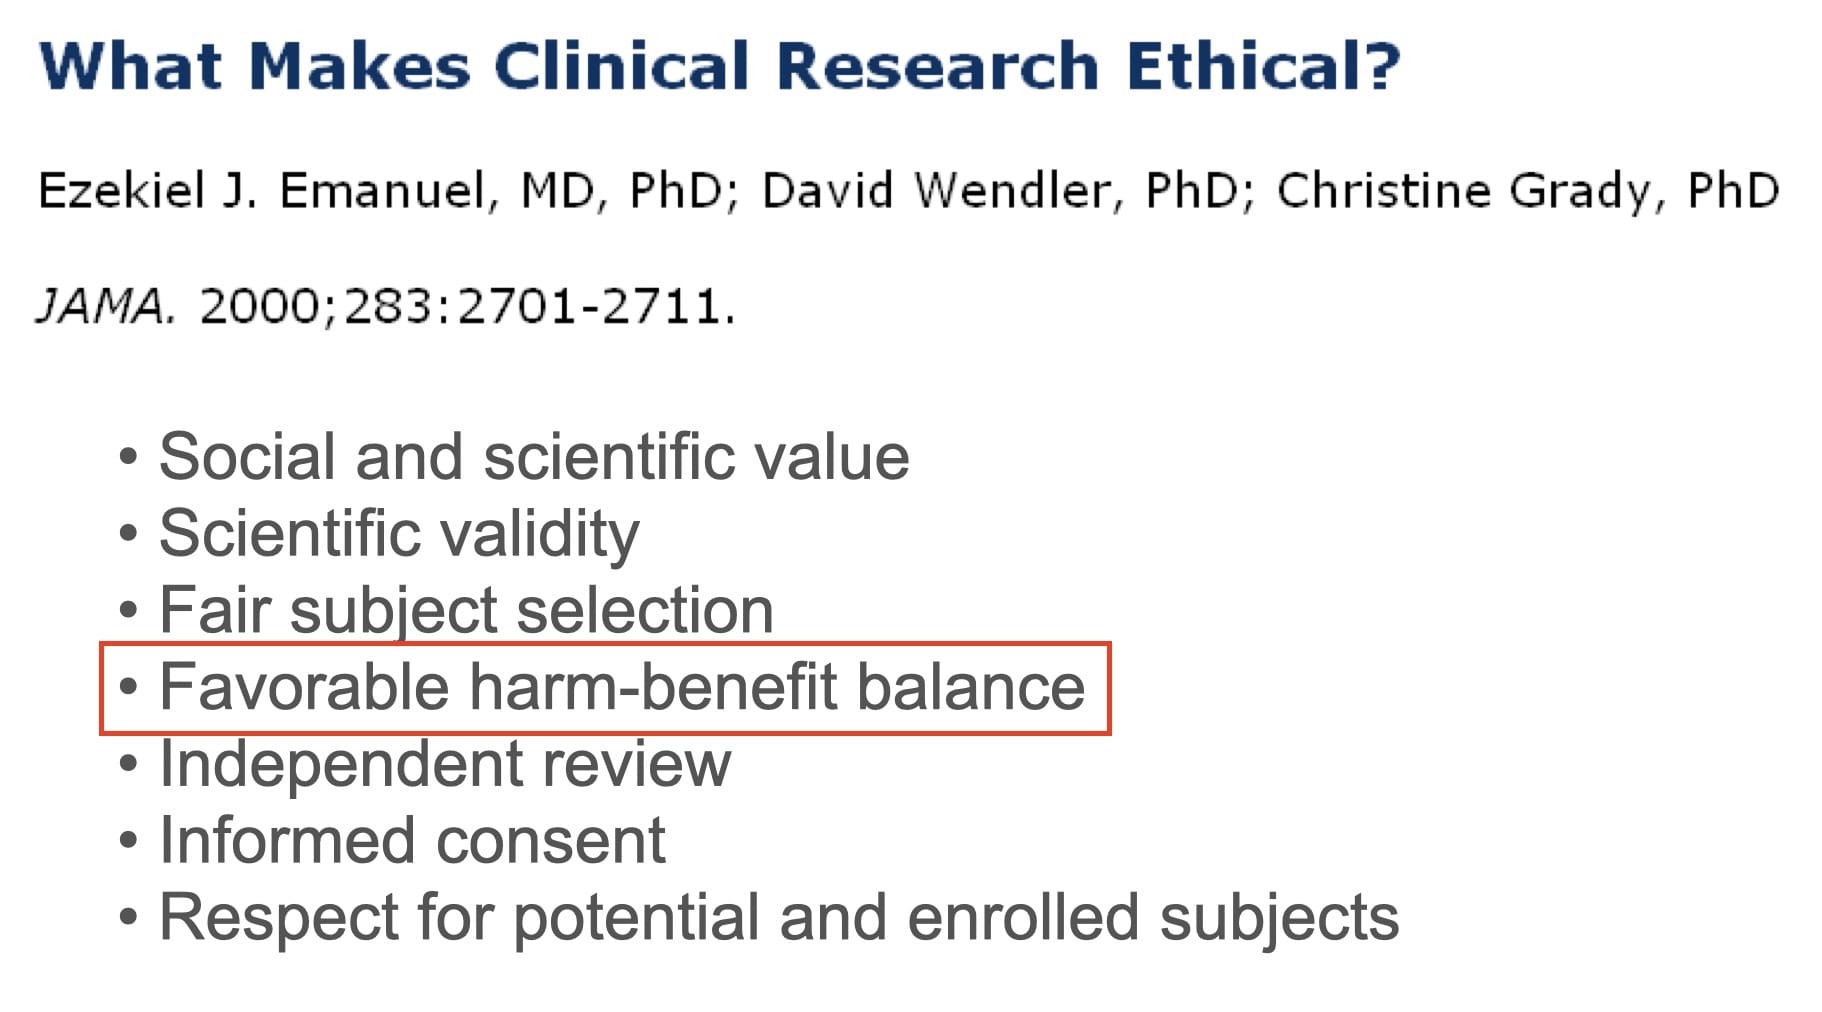 What Makes Clinical Research Ethical?
Ezekiel J. Emanuel, MD, PhD; David Wendler, PhD; Christine Grady, PhD
JAMA. 2000;283:2701-2711.
• Social and scientific value
• Scientific validity
• Fair subject selection
• Favorable harm-benefit balance
• Independent review
• Informed consent
• Respect for potential and enrolled subjects